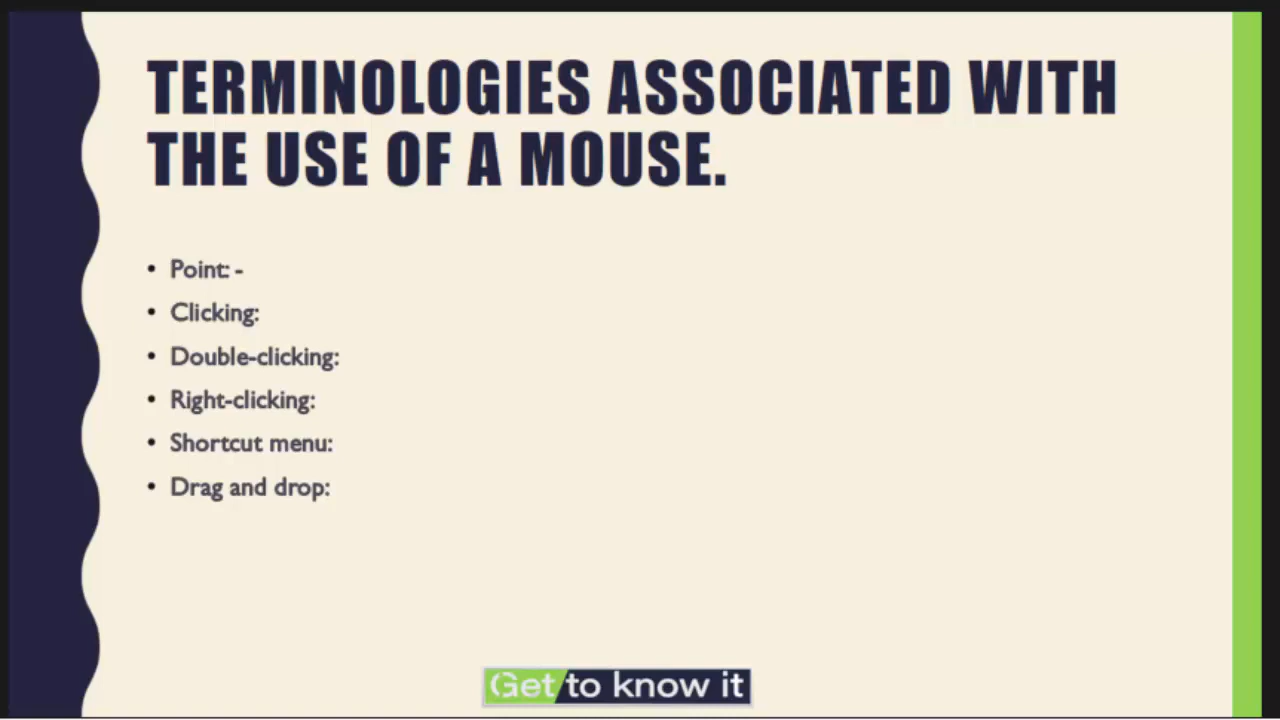 TERMINOLOGIES ASSOCIATED WITH
THE USE OF A MOUSE.
• Point: -
• Clicking:
• Double-clicking:
• Right-clicking:
• Shortcut menu:
• Drag and drop:
Get to know it